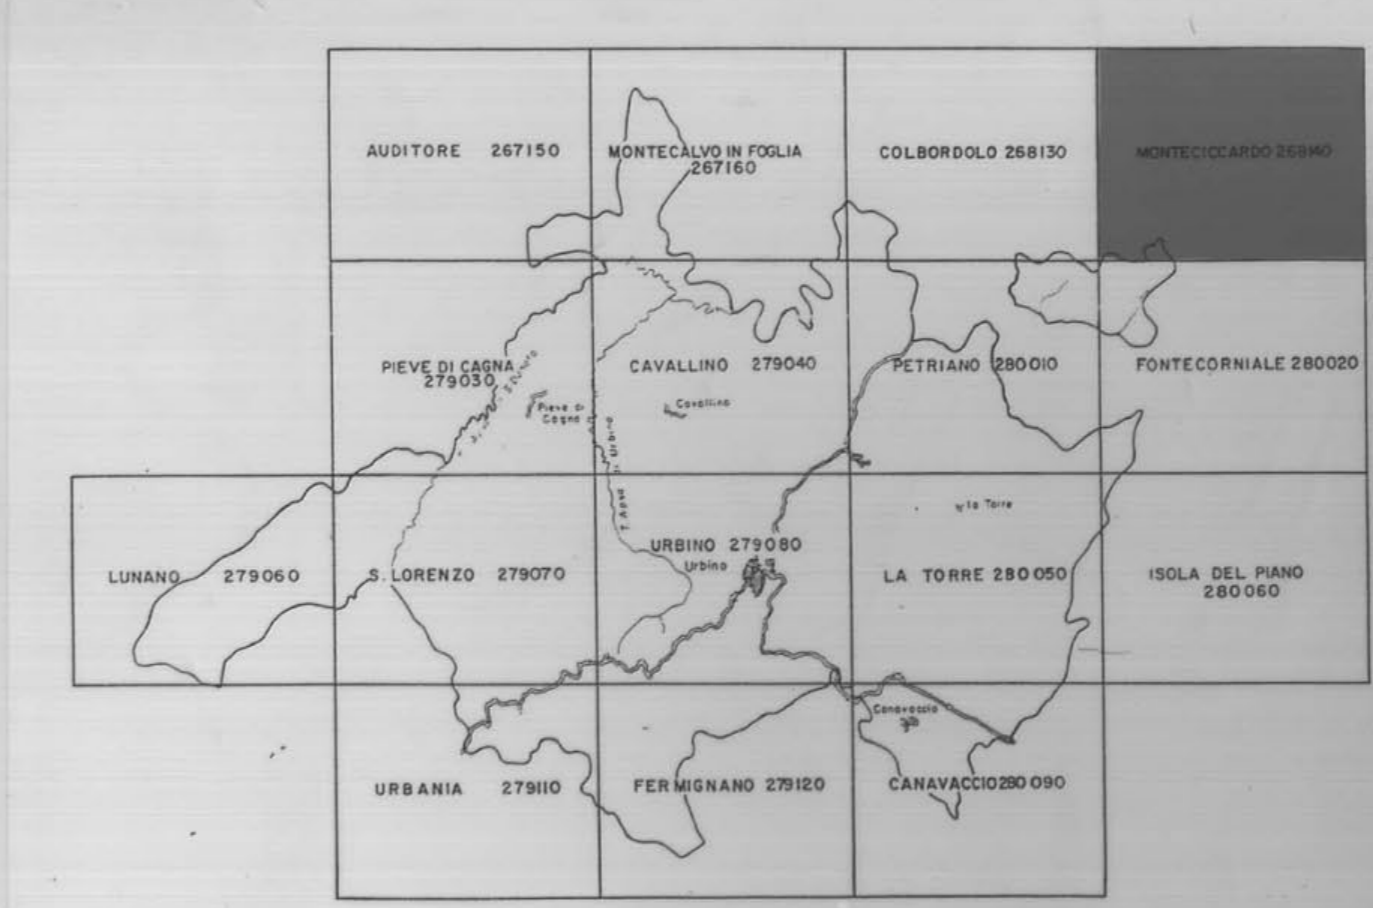 AUDITORE 267150
MONTECALVO IN FOGLIA
267160
COLBORDOLO 268130
MONTECICCARDO 268140
PIEVE DI CAGNA
279030
CAVALLINO 279040
PETRIANO 280010
FONTECORNIALE 280020
Pieve di
Cagna
Cavallino
T. Apsa di Urbino
la Torre
LUNANO 279060
S. LORENZO 279070
URBINO 279080
Urbino
LA TORRE 280050
ISOLA DEL PIANO
280060
Canavaccio
URBANIA 279110
FERMIGNANO 279120
CANAVACCIO 280090